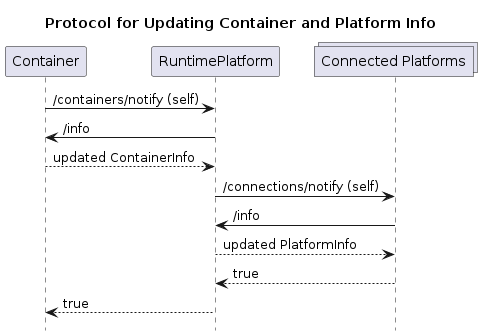 Protocol for Updating Container and Platform Info
Container
RuntimePlatform
Connected Platforms
/containers/notify (self)
/info
updated ContainerInfo
/connections/notify (self)
/info
updated PlatformInfo
true
true